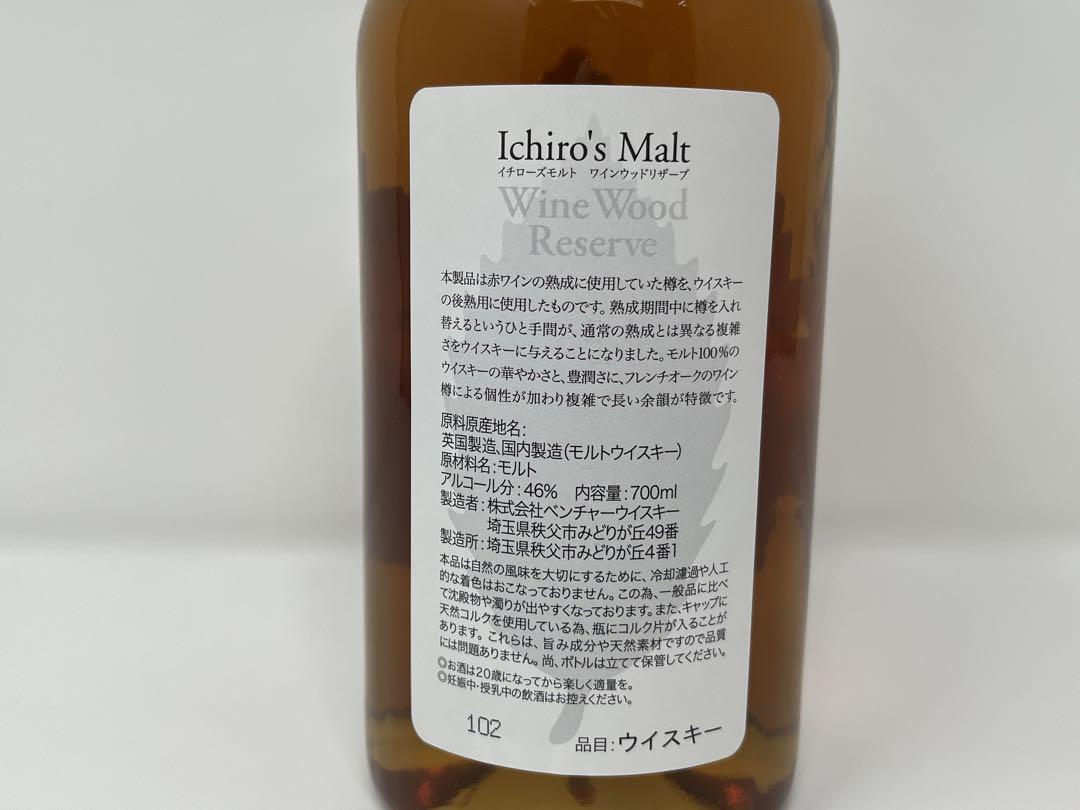 Ichiro's Malt
イチローズモルト　ワインウッドリザーブ
Wine Wood
Reserve
本製品は赤ワインの熟成に使用していた樽を、ウイスキー
の後熟用に使用したものです。熟成期間中に樽を入れ
替えるというひと手間が、通常の熟成とは異なる複雑
さをウイスキーに与えることになりました。モルト100%の
ウイスキーの華やかさと、豊潤さに、フレンチオークのワイン
樽による個性が加わり複雑で長い余韻が特徴です。
原料原産地名:
英国製造、国内製造(モルトウイスキー)
原材料名:モルト
アルコール分:46%　内容量:700ml
製造者:株式会社ベンチャーウイスキー
埼玉県秩父市みどりが丘49番
製造所:埼玉県秩父市みどりが丘4番1
本品は自然の風味を大切にするために、冷却濾過や人工
的な着色はおこなっておりません。この為、一般品に比べ
て沈殿物や濁りが出やすくなっております。また、キャップに
天然コルクを使用している為、瓶にコルク片が入ることが
あります。これらは、旨み成分や天然素材ですので品質
には問題ありません。尚、ボトルは立てて保管してください。
◎お酒は20歳になってから楽しく適量を。
◎妊娠中・授乳中の飲酒はお控えください。
102
品目:ウイスキー